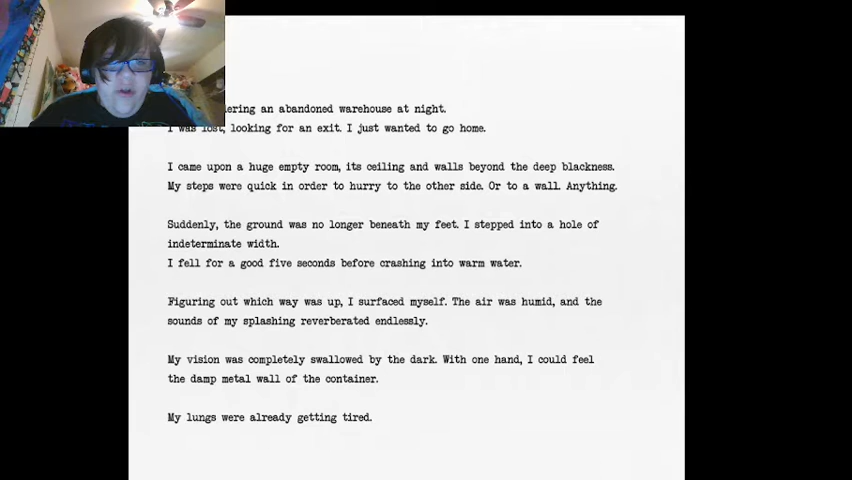 ering an abandoned warehouse at night.
I was lost, looking for an exit. I just wanted to go home.
I came upon a huge empty room, its ceiling and walls beyond the deep blackness.
My steps were quick in order to hurry to the other side. Or to a wall. Anything.
Suddenly, the ground was no longer beneath my feet. I stepped into a hole of
indeterminate width.
I fell for a good five seconds before crashing into warm water.
Figuring out which way was up, I surfaced myself. The air was humid, and the
sounds of my splashing reverberated endlessly.
My vision was completely swallowed by the dark. With one hand, I could feel
the damp metal wall of the container.
My lungs were already getting tired.